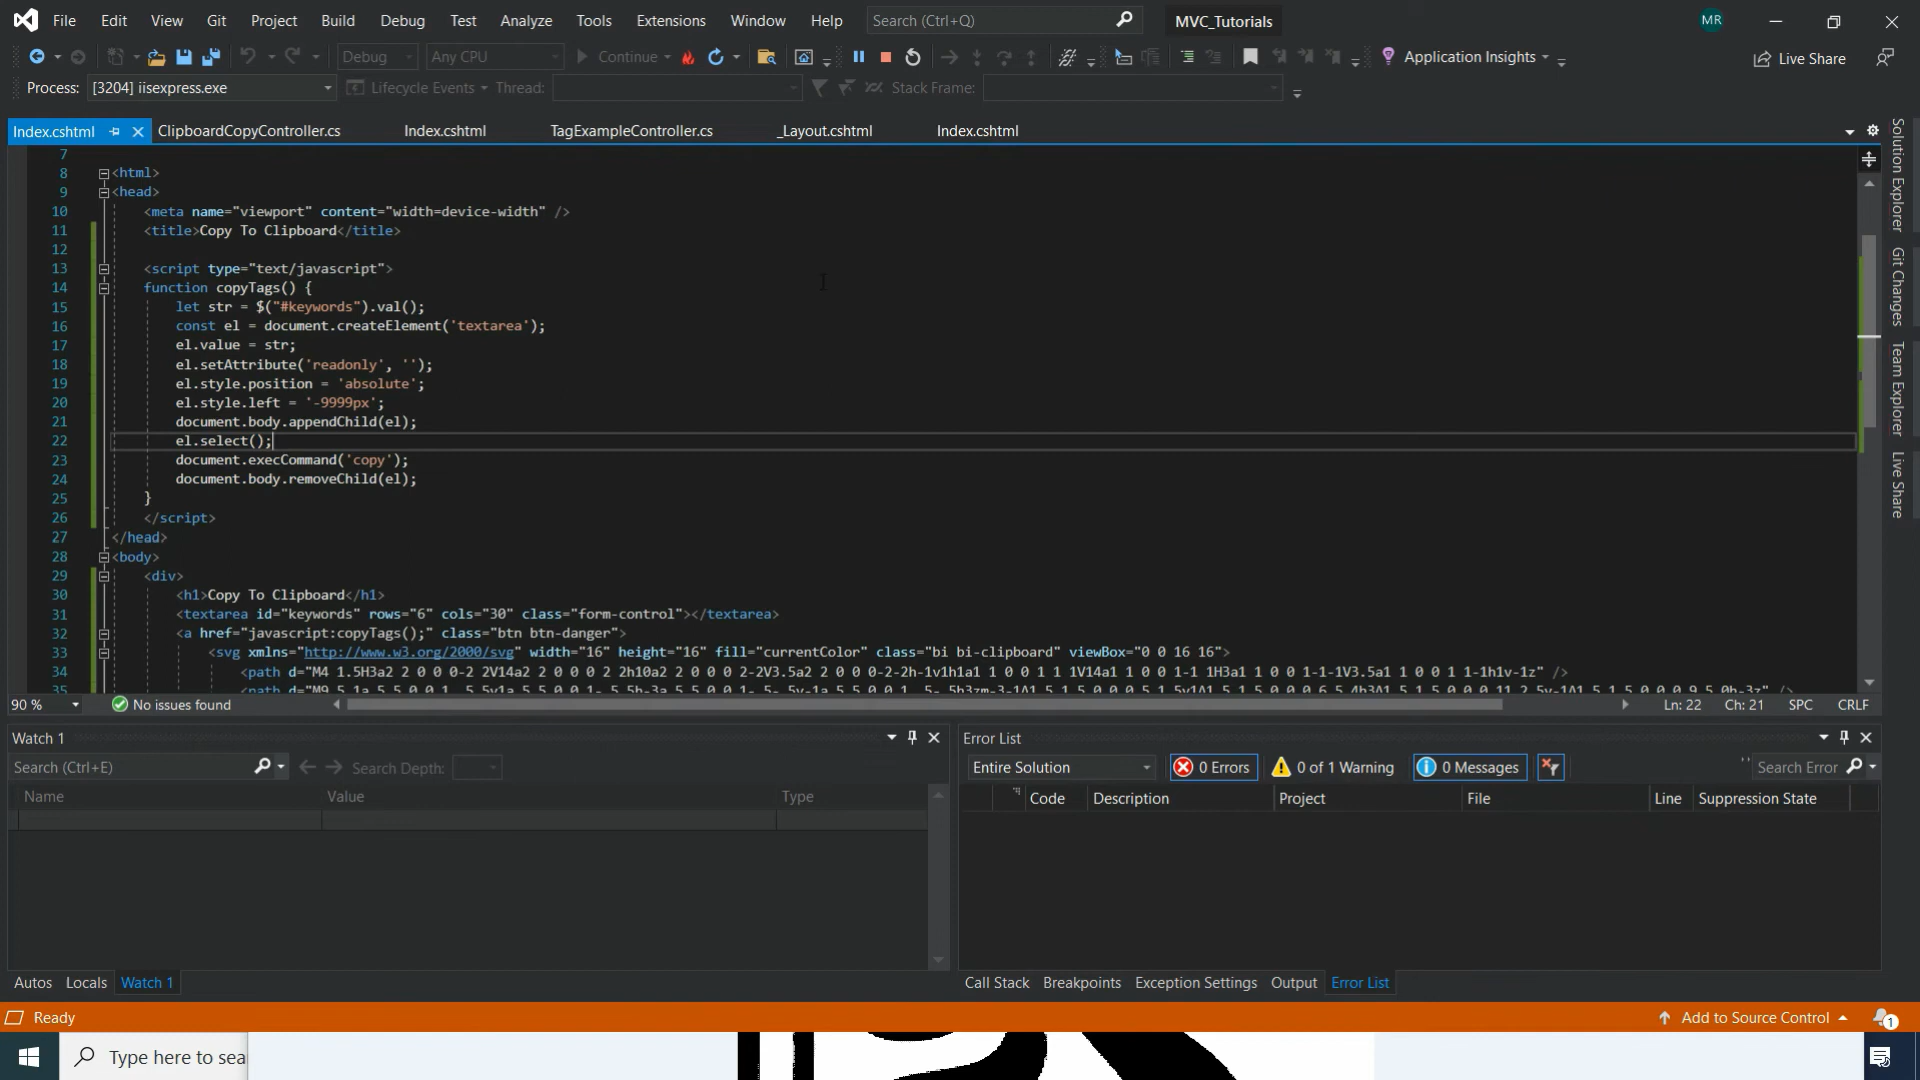 File Edit View Git Project Build Debug Test Analyze Tools Extensions Window Help Search (Ctrl+Q) MVC_Tutorials MR
Debug Any CPU Continue Application Insights Live Share
Process: [3204] iisexpress.exe Lifecycle Events Thread: Stack Frame:
Index.cshtml ClipboardCopyController.cs Index.cshtml TagExampleController.cs _Layout.cshtml Index.cshtml
7
8 <html>
9 <head>
10 <meta name="viewport" content="width=device-width" />
11 <title>Copy To Clipboard</title>
12
13 <script type="text/javascript">
14 function copyTags() {
15 let str = $("#keywords").val();
16 const el = document.createElement('textarea');
17 el.value = str;
18 el.setAttribute('readonly', '');
19 el.style.position = 'absolute';
20 el.style.left = '-9999px';
21 document.body.appendChild(el);
22 el.select();
23 document.execCommand('copy');
24 document.body.removeChild(el);
25 }
26 </script>
27 </head>
28 <body>
29 <div>
30 <h1>Copy To Clipboard</h1>
31 <textarea id="keywords" rows="6" cols="30" class="form-control"></textarea>
32 <a href="javascript:copyTags();" class="btn btn-danger">
33 <svg xmlns="http://www.w3.org/2000/svg" width="16" height="16" fill="currentColor" class="bi bi-clipboard" viewBox="0 0 16 16">
34 <path d="M4 1.5H3a2 2 0 0 0-2 2V14a2 2 0 0 0 2 2h10a2 2 0 0 0 2-2V3.5a2 2 0 0 0-2-2h-1v1h1a1 1 0 0 1 1 1V14a1 1 0 0 1-1 1H3a1 1 0 0 1-1-1V3.5a1 1 0 0 1 1-1h1v-1z" />
35 <path
90 % No issues found Ln: 22 Ch: 21 SPC CRLF
Solution Explorer
Git Changes
Team Explorer
Live Share
Watch 1
Search (Ctrl+E) Search Depth:
Name Value Type
Autos Locals Watch 1
Error List
Entire Solution 0 Errors 0 of 1 Warning 0 Messages Search Error
Code Description Project File Line Suppression State
Call Stack Breakpoints Exception Settings Output Error List
Ready Add to Source Control 1
Type here to sea